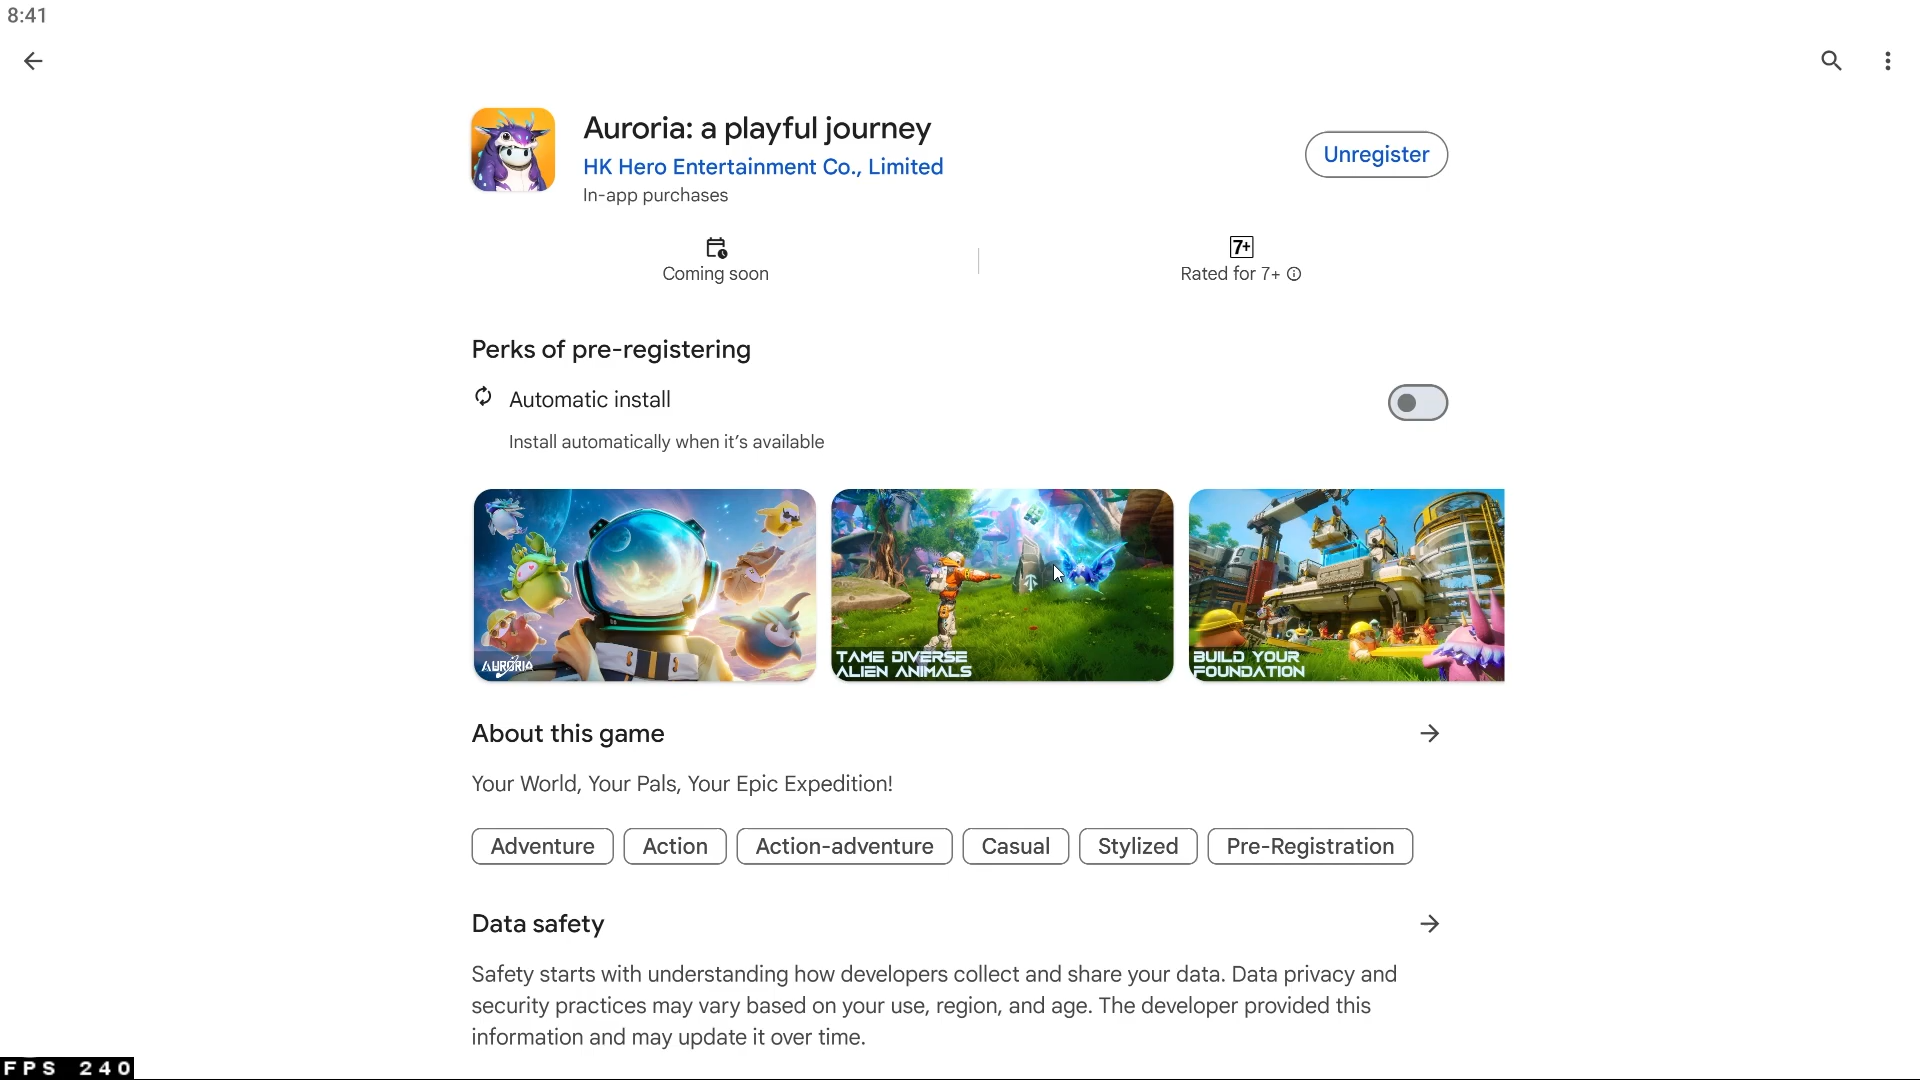 8:41
Auroria: a playful journey
HK Hero Entertainment Co., Limited
In-app purchases
Unregister
Coming soon
7+
Rated for 7+
Perks of pre-registering
Automatic install
Install automatically when it's available
AURORIA
TAME DIVERSE
ALIEN ANIMALS
BUILD YOUR
FOUNDATION
About this game
Your World, Your Pals, Your Epic Expedition!
Adventure
Action
Action-adventure
Casual
Stylized
Pre-Registration
Data safety
Safety starts with understanding how developers collect and share your data. Data privacy and
security practices may vary based on your use, region, and age. The developer provided this
information and may update it over time.
FPS 240